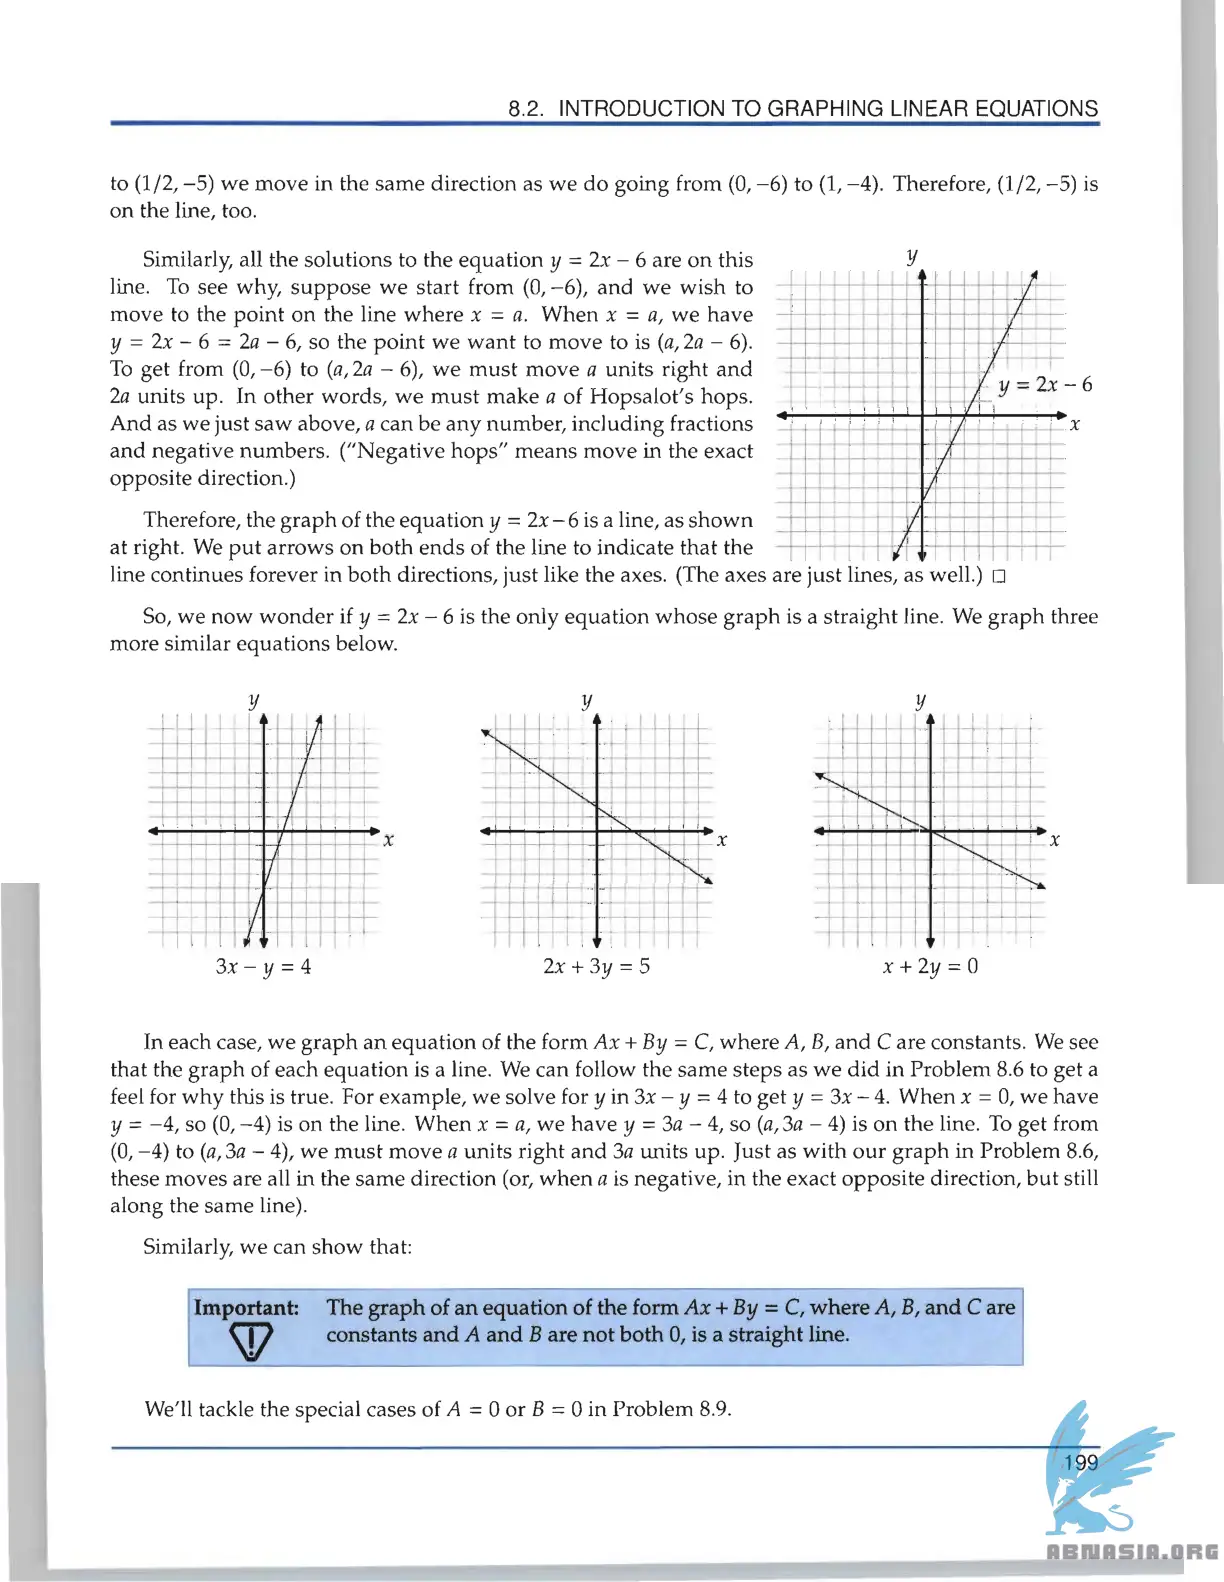 8.2. INTRODUCTION TO GRAPHING LINEAR EQUATIONS
to (1/2, −5) we move in the same direction as we do going from (0, −6) to (1, −4). Therefore, (1/2, −5) is
on the line, too.
Similarly, all the solutions to the equation y = 2x − 6 are on this
line. To see why, suppose we start from (0, −6), and we wish to
move to the point on the line where x = a. When x = a, we have
y = 2x − 6 = 2a − 6, so the point we want to move to is (a, 2a − 6).
To get from (0, −6) to (a, 2a − 6), we must move a units right and
2a units up. In other words, we must make a of Hopsalot's hops.
And as we just saw above, a can be any number, including fractions
and negative numbers. ("Negative hops" means move in the exact
opposite direction.)
y
y = 2x − 6
x
Therefore, the graph of the equation y = 2x − 6 is a line, as shown
at right. We put arrows on both ends of the line to indicate that the
line continues forever in both directions, just like the axes. (The axes are just lines, as well.) □
So, we now wonder if y = 2x − 6 is the only equation whose graph is a straight line. We graph three
more similar equations below.
y
x
3x − y = 4
y
x
2x + 3y = 5
y
x
x + 2y = 0
In each case, we graph an equation of the form Ax + By = C, where A, B, and C are constants. We see
that the graph of each equation is a line. We can follow the same steps as we did in Problem 8.6 to get a
feel for why this is true. For example, we solve for y in 3x − y = 4 to get y = 3x − 4. When x = 0, we have
y = −4, so (0, −4) is on the line. When x = a, we have y = 3a − 4, so (a, 3a − 4) is on the line. To get from
(0, −4) to (a, 3a − 4), we must move a units right and 3a units up. Just as with our graph in Problem 8.6,
these moves are all in the same direction (or, when a is negative, in the exact opposite direction, but still
along the same line).
Similarly, we can show that:
Important: The graph of an equation of the form Ax + By = C, where A, B, and C are
constants and A and B are not both 0, is a straight line.
We'll tackle the special cases of A = 0 or B = 0 in Problem 8.9.
199
ABNASIA.ORG